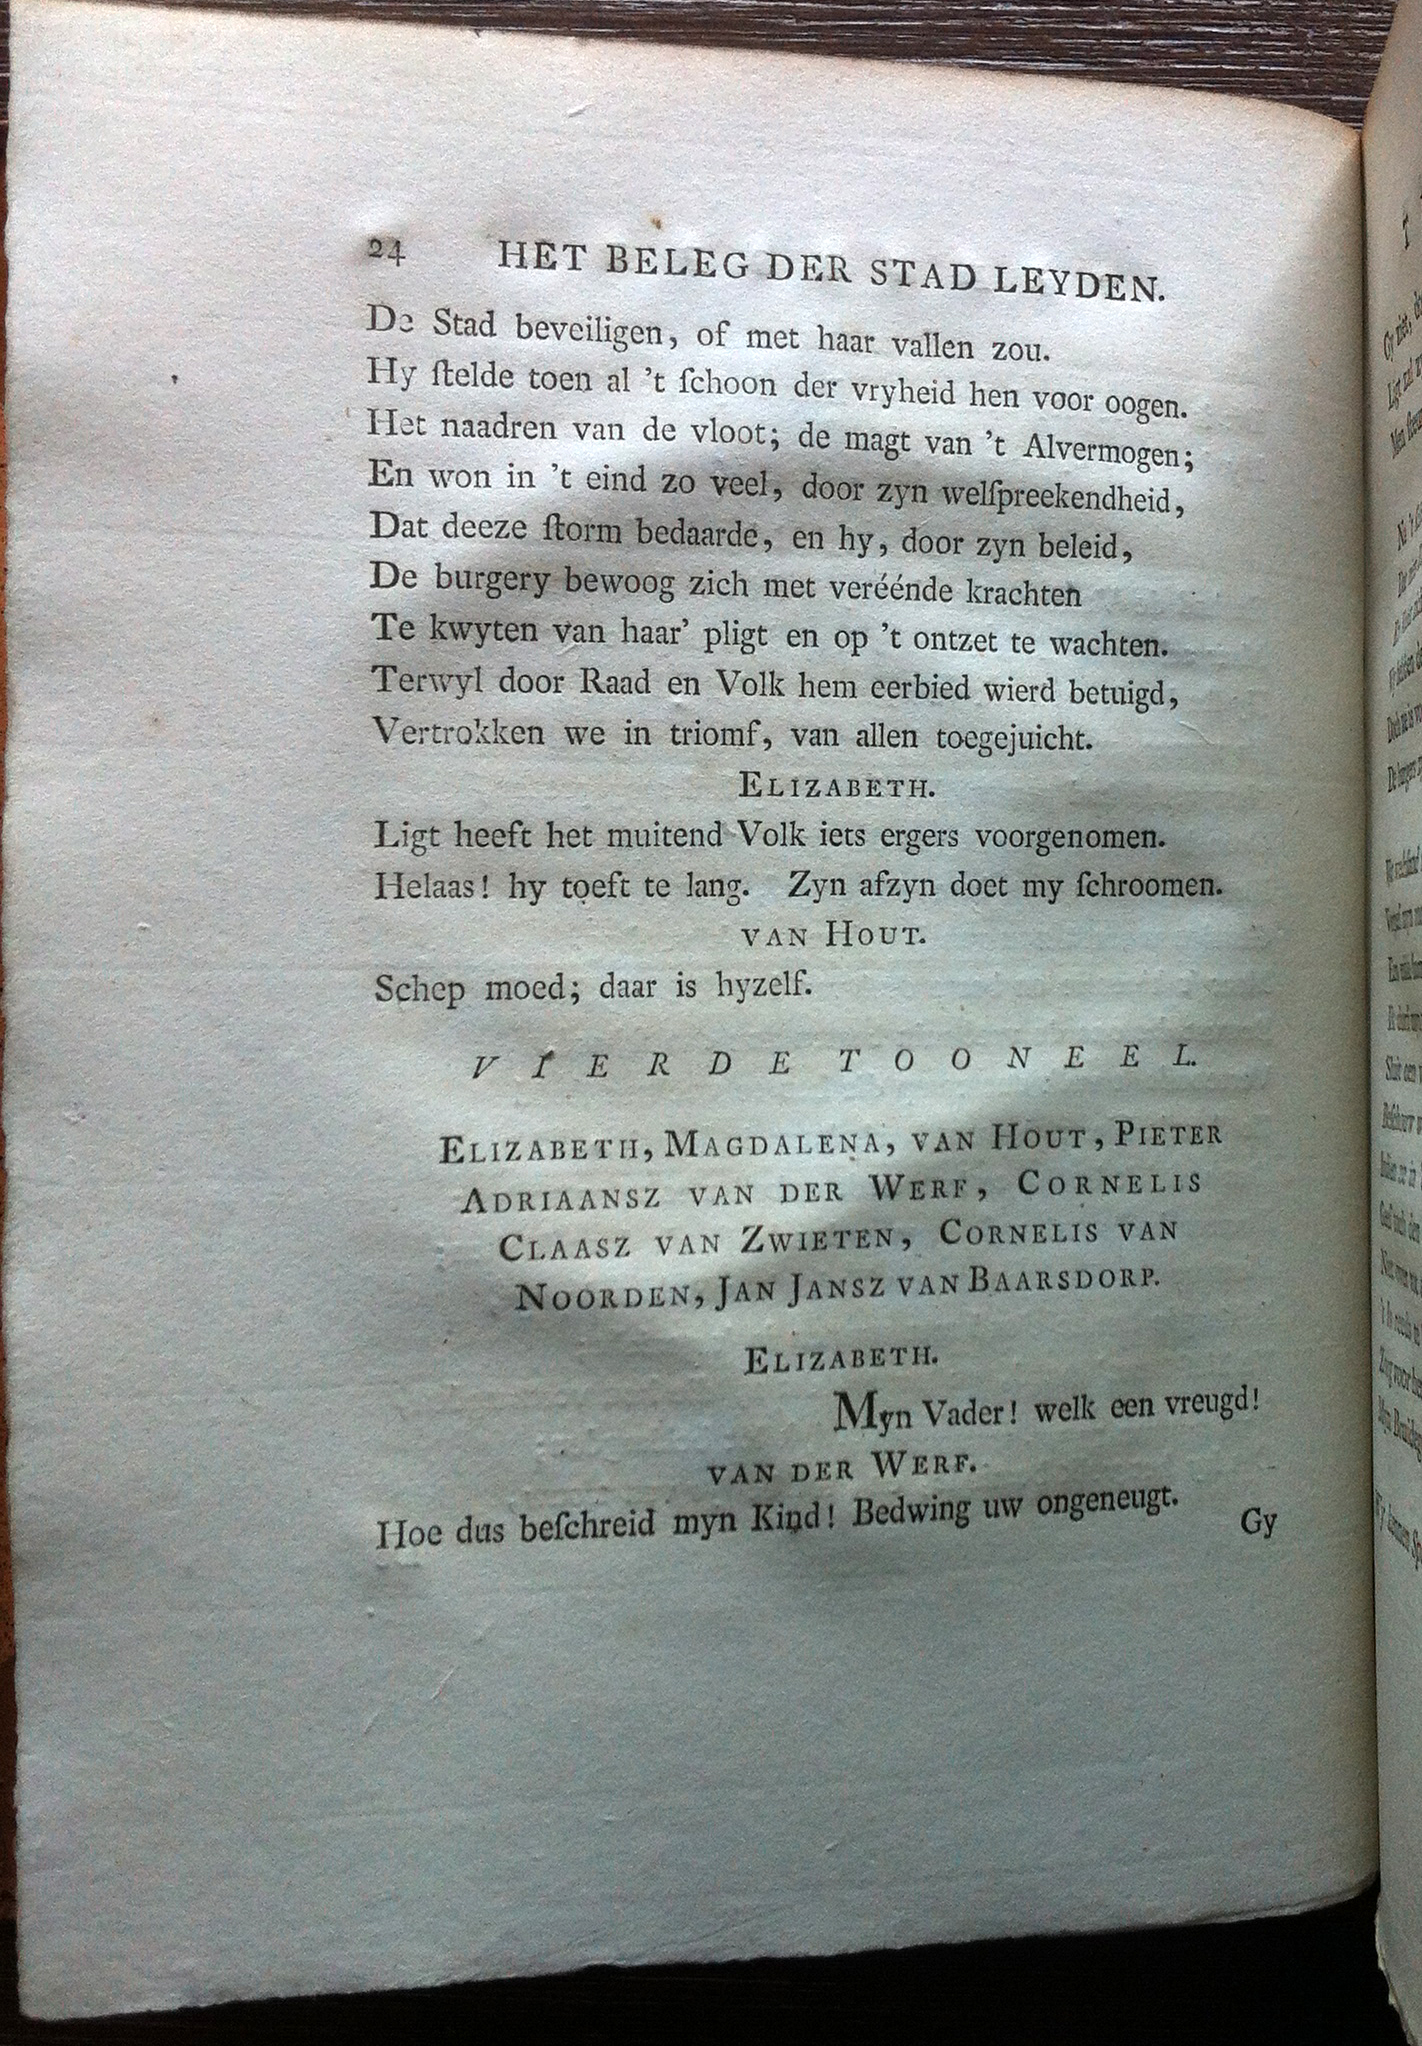 24 HET BELEG DER STAD LEYDEN.
De Stad beveiligen, of met haar vallen zou.
Hy ſtelde toen al 't ſchoon der vryheid hen voor oogen.
Het naadren van de vloot; de magt van 't Alvermogen;
En won in 't eind zo veel, door zyn welſpreekendheid,
Dat deeze ſtorm bedaarde, en hy, door zyn beleid,
De burgery bewoog zich met veréénde krachten
Te kwyten van haar' pligt en op 't ontzet te wachten.
Terwyl door Raad en Volk hem eerbied wierd betuigd,
Vertrokken we in triomf, van allen toegejuicht.
ELIZABETH.
Ligt heeft het muitend Volk iets ergers voorgenomen.
Helaas! hy toeft te lang. Zyn afzyn doet my ſchroomen.
VAN HOUT.
Schep moed; daar is hyzelf.
VIERDE TOONEEL.
ELIZABETH, MAGDALENA, VAN HOUT, PIETER
ADRIAANSZ VAN DER WERF, CORNELIS
CLAASZ VAN ZWIETEN, CORNELIS VAN
NOORDEN, JAN JANSZ VAN BAARSDORP.
ELIZABETH.
Myn Vader! welk een vreugd!
VAN DER WERF.
Hoe dus beſchreid myn Kind! Bedwing uw ongeneugt.
Gy